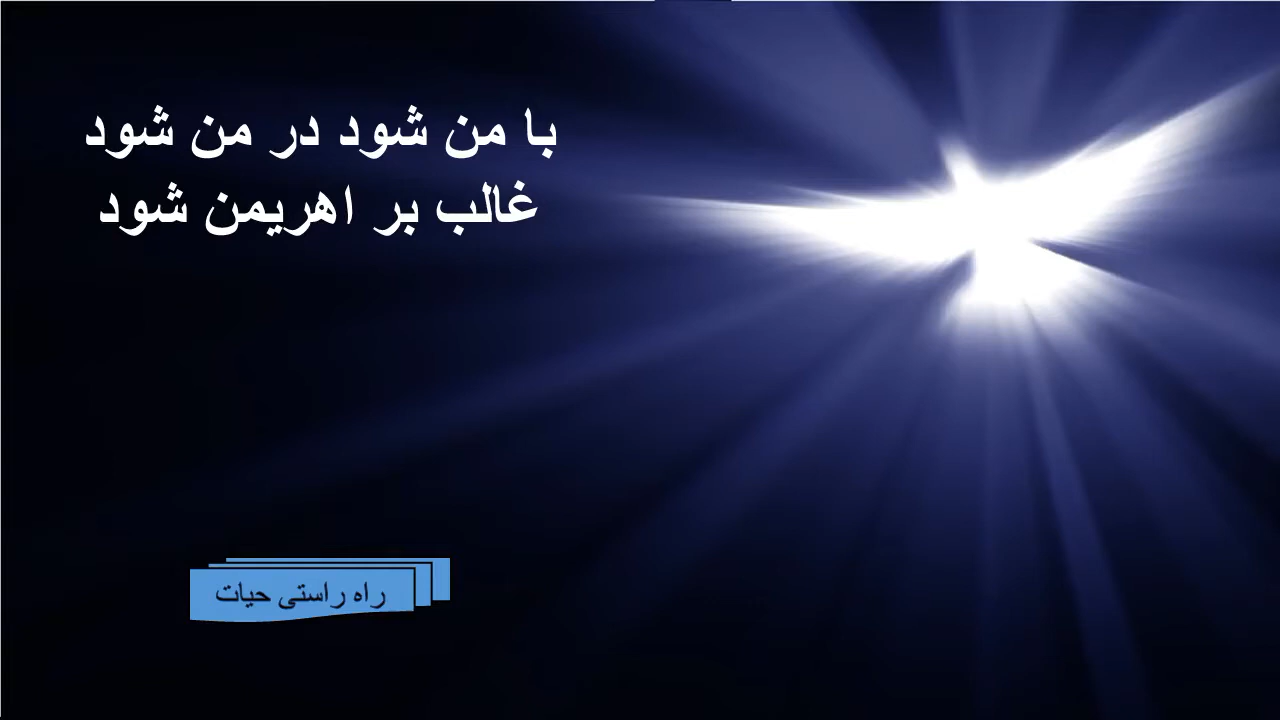 با من شود در من شود
غالب بر اهریمن شود
راه راستی حیات